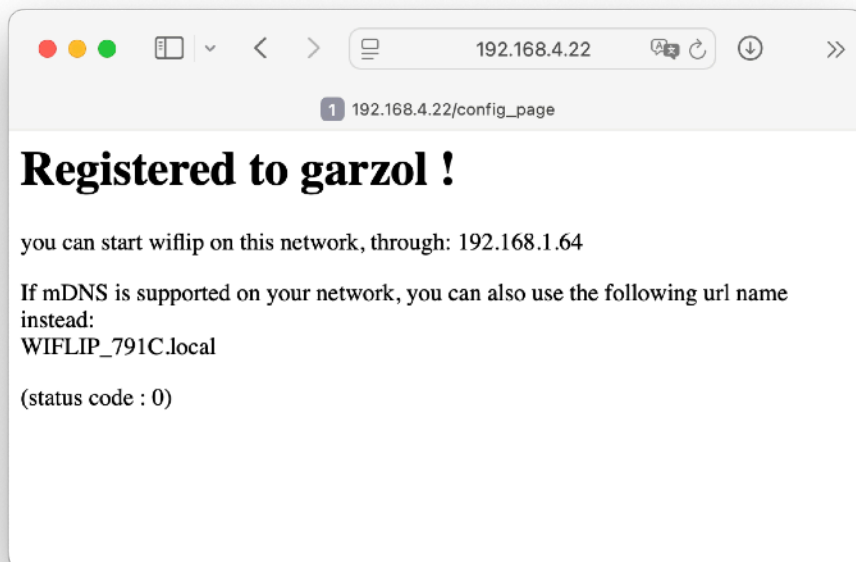 192.168.4.22
1 192.168.4.22/config_page
Registered to garzol !
you can start wiflip on this network, through: 192.168.1.64
If mDNS is supported on your network, you can also use the following url name
instead:
WIFLIP_791C.local
(status code : 0)